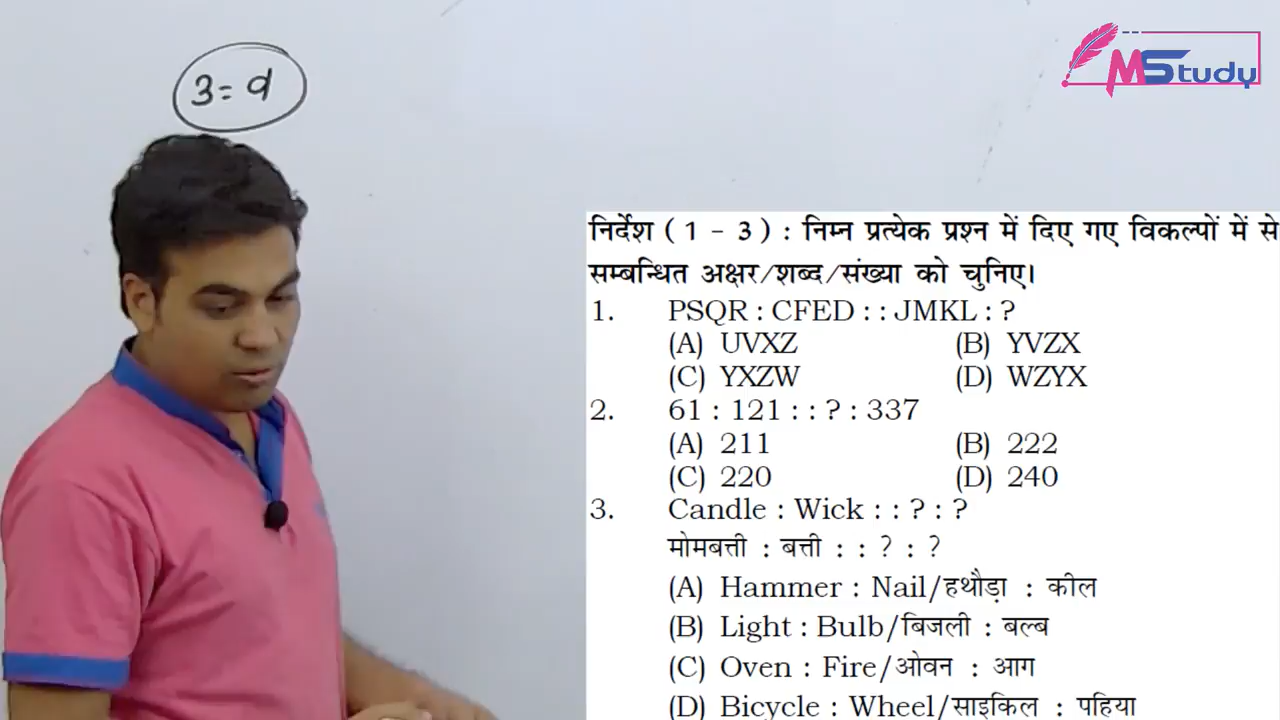 3 = d
MStudy
निर्देश ( 1 - 3 ) : निम्न प्रत्येक प्रश्न में दिए गए विकल्पों में से
सम्बन्धित अक्षर/शब्द/संख्या को चुनिए।
1. PSQR : CFED : : JMKL : ?
(A) UVXZ (B) YVZX
(C) YXZW (D) WZYX
2. 61 : 121 : : ? : 337
(A) 211 (B) 222
(C) 220 (D) 240
3. Candle : Wick : : ? : ?
मोमबत्ती : बत्ती : : ? : ?
(A) Hammer : Nail/हथौड़ा : कील
(B) Light : Bulb/बिजली : बल्ब
(C) Oven : Fire/ओवन : आग
(D) Bicycle : Wheel/साइकिल : पहिया